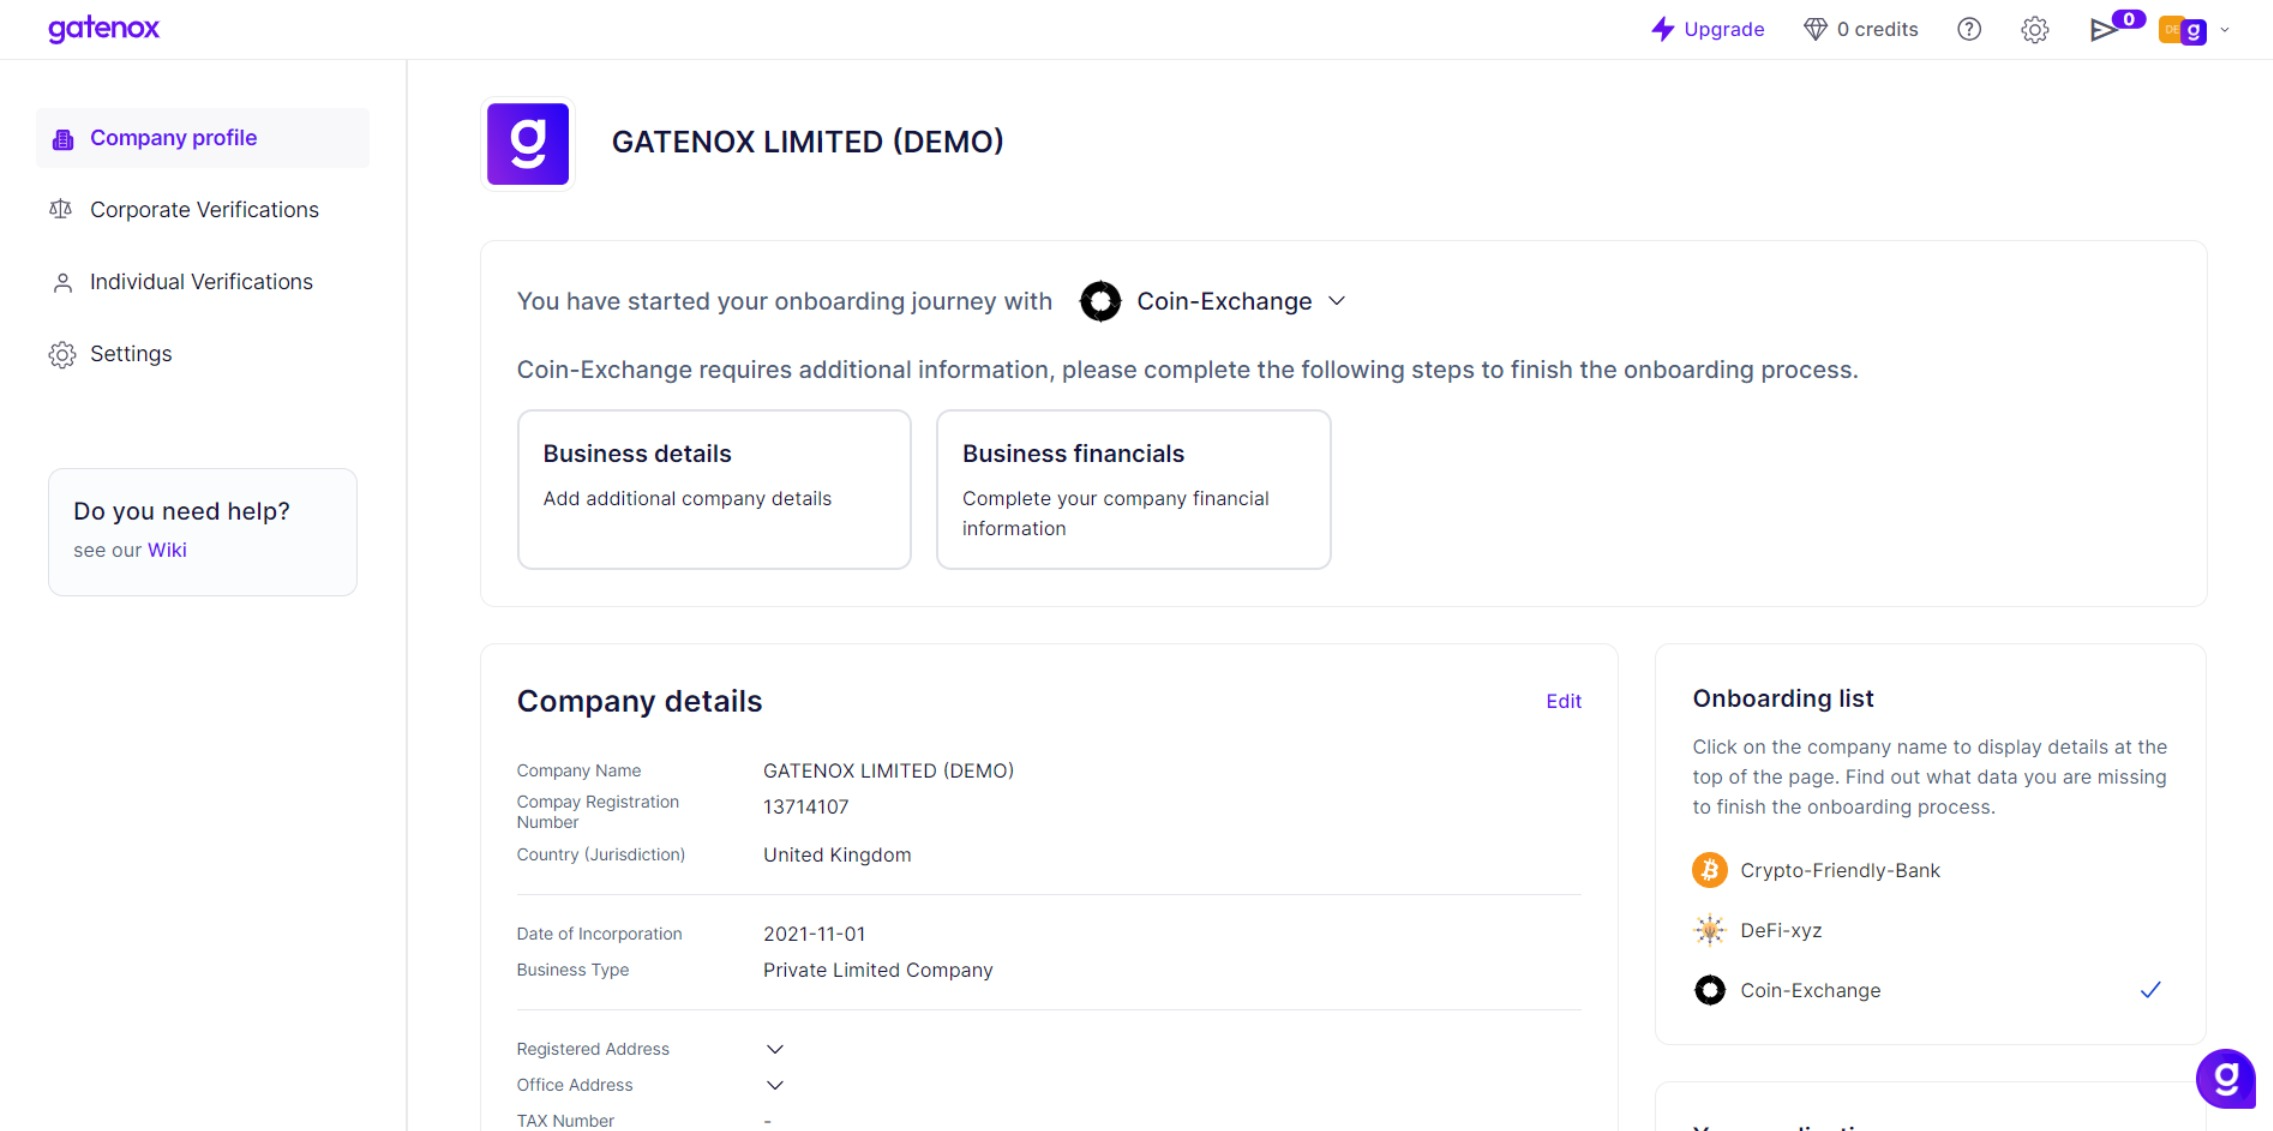 gatenox
Upgrade
0 credits
0
DE g
Company profile
Corporate Verifications
Individual Verifications
Settings
Do you need help?
see our Wiki
g
GATENOX LIMITED (DEMO)
You have started your onboarding journey with Coin-Exchange
Coin-Exchange requires additional information, please complete the following steps to finish the onboarding process.
Business details
Add additional company details
Business financials
Complete your company financial
information
Company details
Edit
Company Name GATENOX LIMITED (DEMO)
Compay Registration
Number
13714107
Country (Jurisdiction) United Kingdom
Date of Incorporation 2021-11-01
Business Type Private Limited Company
Registered Address
Office Address
TAX Number -
Onboarding list
Click on the company name to display details at the
top of the page. Find out what data you are missing
to finish the onboarding process.
Crypto-Friendly-Bank
DeFi-xyz
Coin-Exchange
g